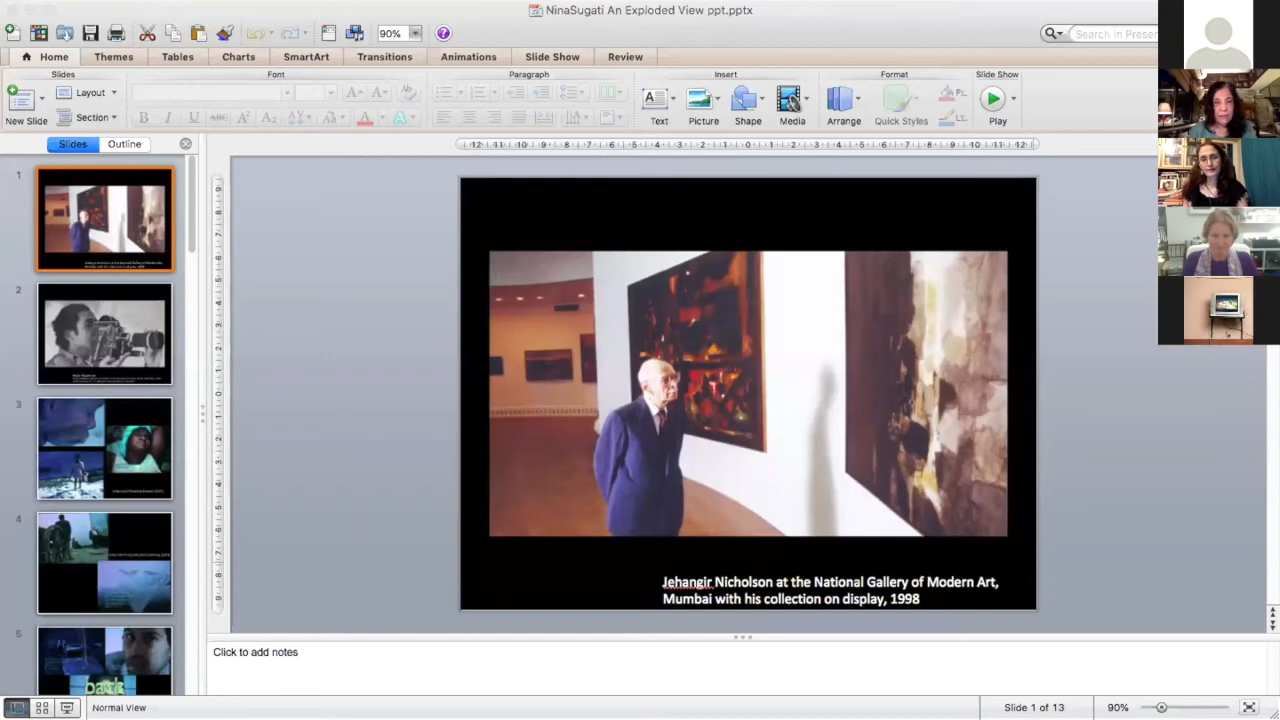 NinaSugati An Exploded View ppt.pptx
90%
Search in Presen
Home
Themes
Tables
Charts
SmartArt
Transitions
Animations
Slide Show
Review
Slides
Font
Paragraph
Insert
Format
Slide Show
New Slide
Layout
Section
Text
Picture
Shape
Media
Arrange
Quick Styles
Play
Slides
Outline
1
2
3
4
5
Jehangir Nicholson at the National Gallery of Modern Art,
Mumbai with his collection on display, 1998
Click to add notes
Normal View
Slide 1 of 13
90%